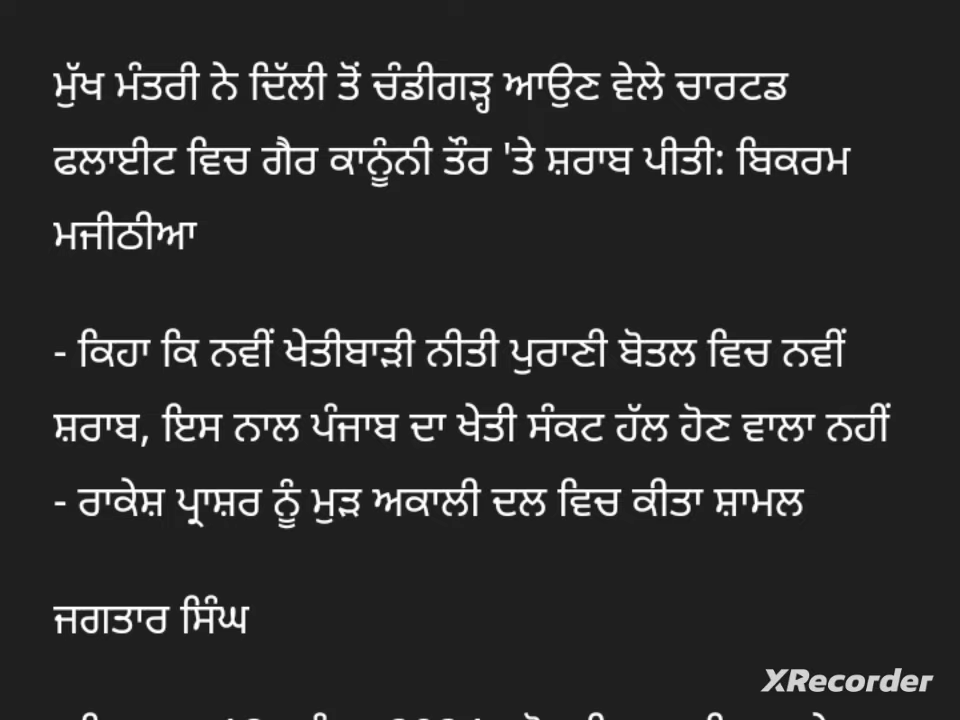 ਮੁੱਖ ਮੰਤਰੀ ਨੇ ਦਿੱਲੀ ਤੋਂ ਚੰਡੀਗੜ੍ਹ ਆਉਣ ਵੇਲੇ ਚਾਰਟਡ
ਫਲਾਈਟ ਵਿਚ ਗੈਰ ਕਾਨੂੰਨੀ ਤੌਰ 'ਤੇ ਸ਼ਰਾਬ ਪੀਤੀ: ਬਿਕਰਮ
ਮਜੀਠੀਆ
- ਕਿਹਾ ਕਿ ਨਵੀਂ ਖੇਤੀਬਾੜੀ ਨੀਤੀ ਪੁਰਾਣੀ ਬੋਤਲ ਵਿਚ ਨਵੀਂ
ਸ਼ਰਾਬ, ਇਸ ਨਾਲ ਪੰਜਾਬ ਦਾ ਖੇਤੀ ਸੰਕਟ ਹੱਲ ਹੋਣ ਵਾਲਾ ਨਹੀਂ
- ਰਾਕੇਸ਼ ਪ੍ਰਾਸ਼ਰ ਨੂੰ ਮੁੜ ਅਕਾਲੀ ਦਲ ਵਿਚ ਕੀਤਾ ਸ਼ਾਮਲ
ਜਗਤਾਰ ਸਿੰਘ
XRecorder